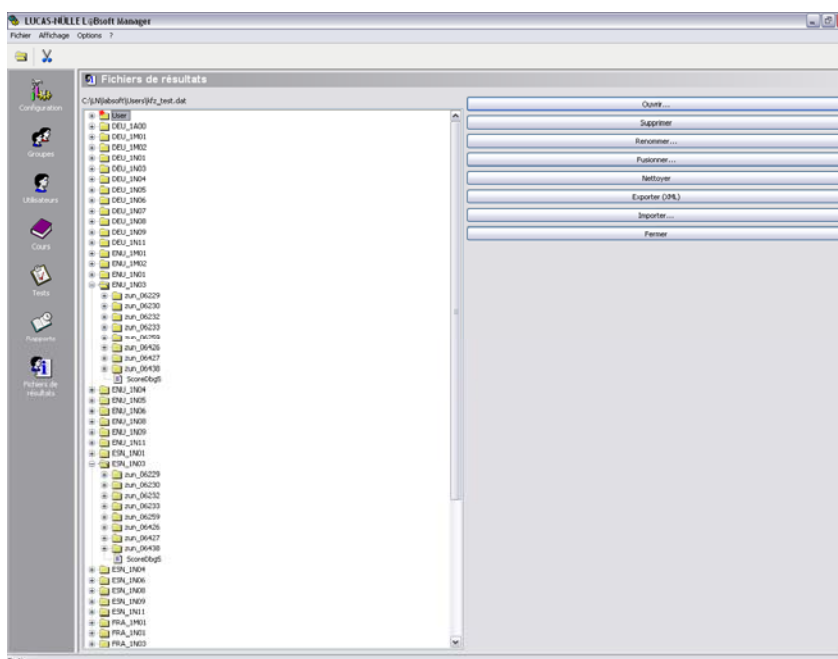 LUCAS-NÜLLE L@Bsoft Manager
Fichier Affichage Options ?
Configuration
Groupes
Utilisateurs
Cours
Tests
Rapports
Fichiers de
résultats
Fichiers de résultats
C:\LN\labsoft\Users\kfz_test.dat
User
DEU_1A00
DEU_1M01
DEU_1M02
DEU_1N01
DEU_1N03
DEU_1N04
DEU_1N05
DEU_1N06
DEU_1N07
DEU_1N08
DEU_1N09
DEU_1N11
ENU_1M01
ENU_1M02
ENU_1N01
ENU_1N03
zun_06229
zun_06230
zun_06232
zun_06233
zun_06259
zun_06426
zun_06427
zun_06438
ScoreDbgS
ENU_1N04
ENU_1N05
ENU_1N06
ENU_1N08
ENU_1N09
ENU_1N11
ESN_1N01
ESN_1N03
zun_06229
zun_06230
zun_06232
zun_06233
zun_06259
zun_06426
zun_06427
zun_06438
ScoreDbgS
ESN_1N04
ESN_1N06
ESN_1N08
ESN_1N09
ESN_1N11
FRA_1M01
FRA_1N01
FRA_1N03
Ouvrir...
Supprimer
Renommer...
Fusionner...
Nettoyer
Exporter (XML)
Importer...
Fermer